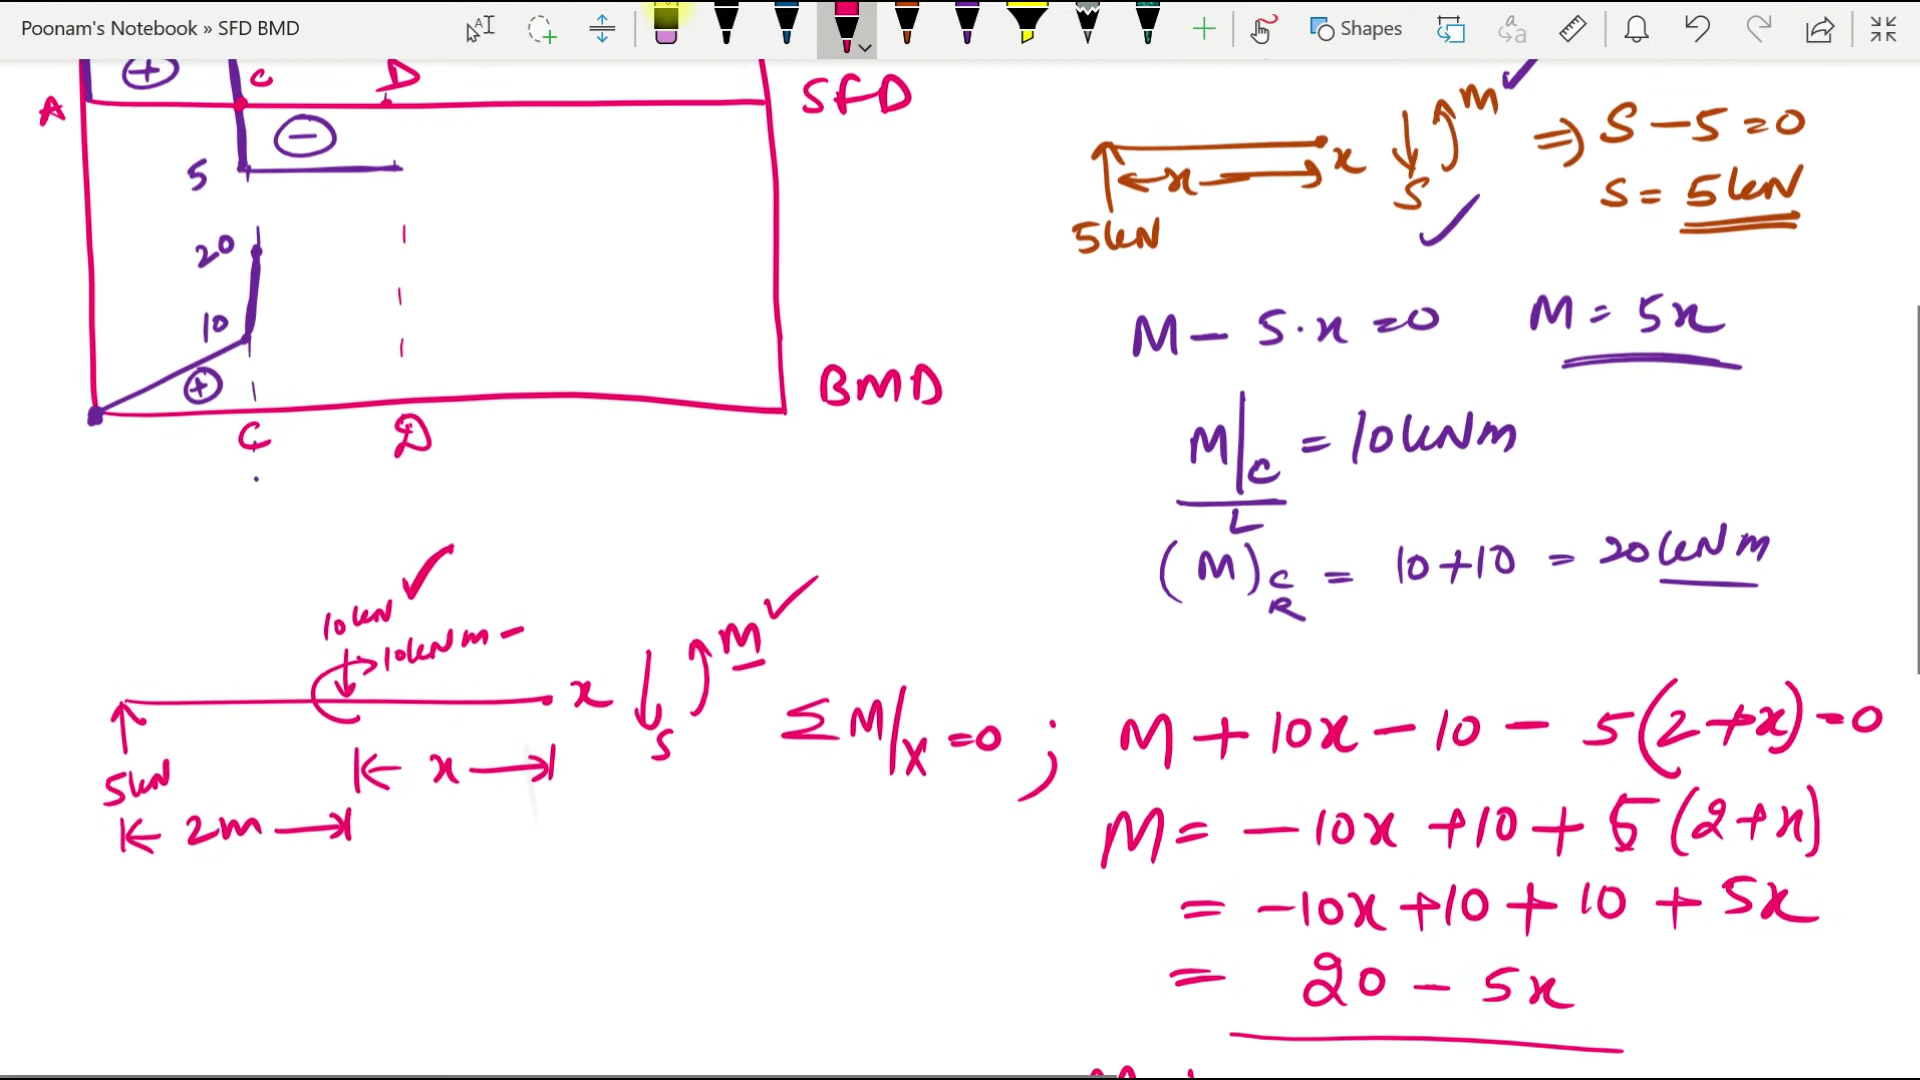 Poonam's Notebook » SFD BMD
Shapes
+ C D
A SFD
−
5
20
10
+
BMD
C D
x S M
x
5kN
⇒ S − 5 = 0
S = 5kN
M − 5·x = 0 M = 5x
M|C = 10kNm
L
(M)C = 10+10 = 20kNm
R
10kN
10kNm
x S M
5kN x
2m
ΣM/x = 0 ; M + 10x − 10 − 5(2+x) = 0
M = −10x + 10 + 5(2+x)
= −10x + 10 + 10 + 5x
= 20 − 5x